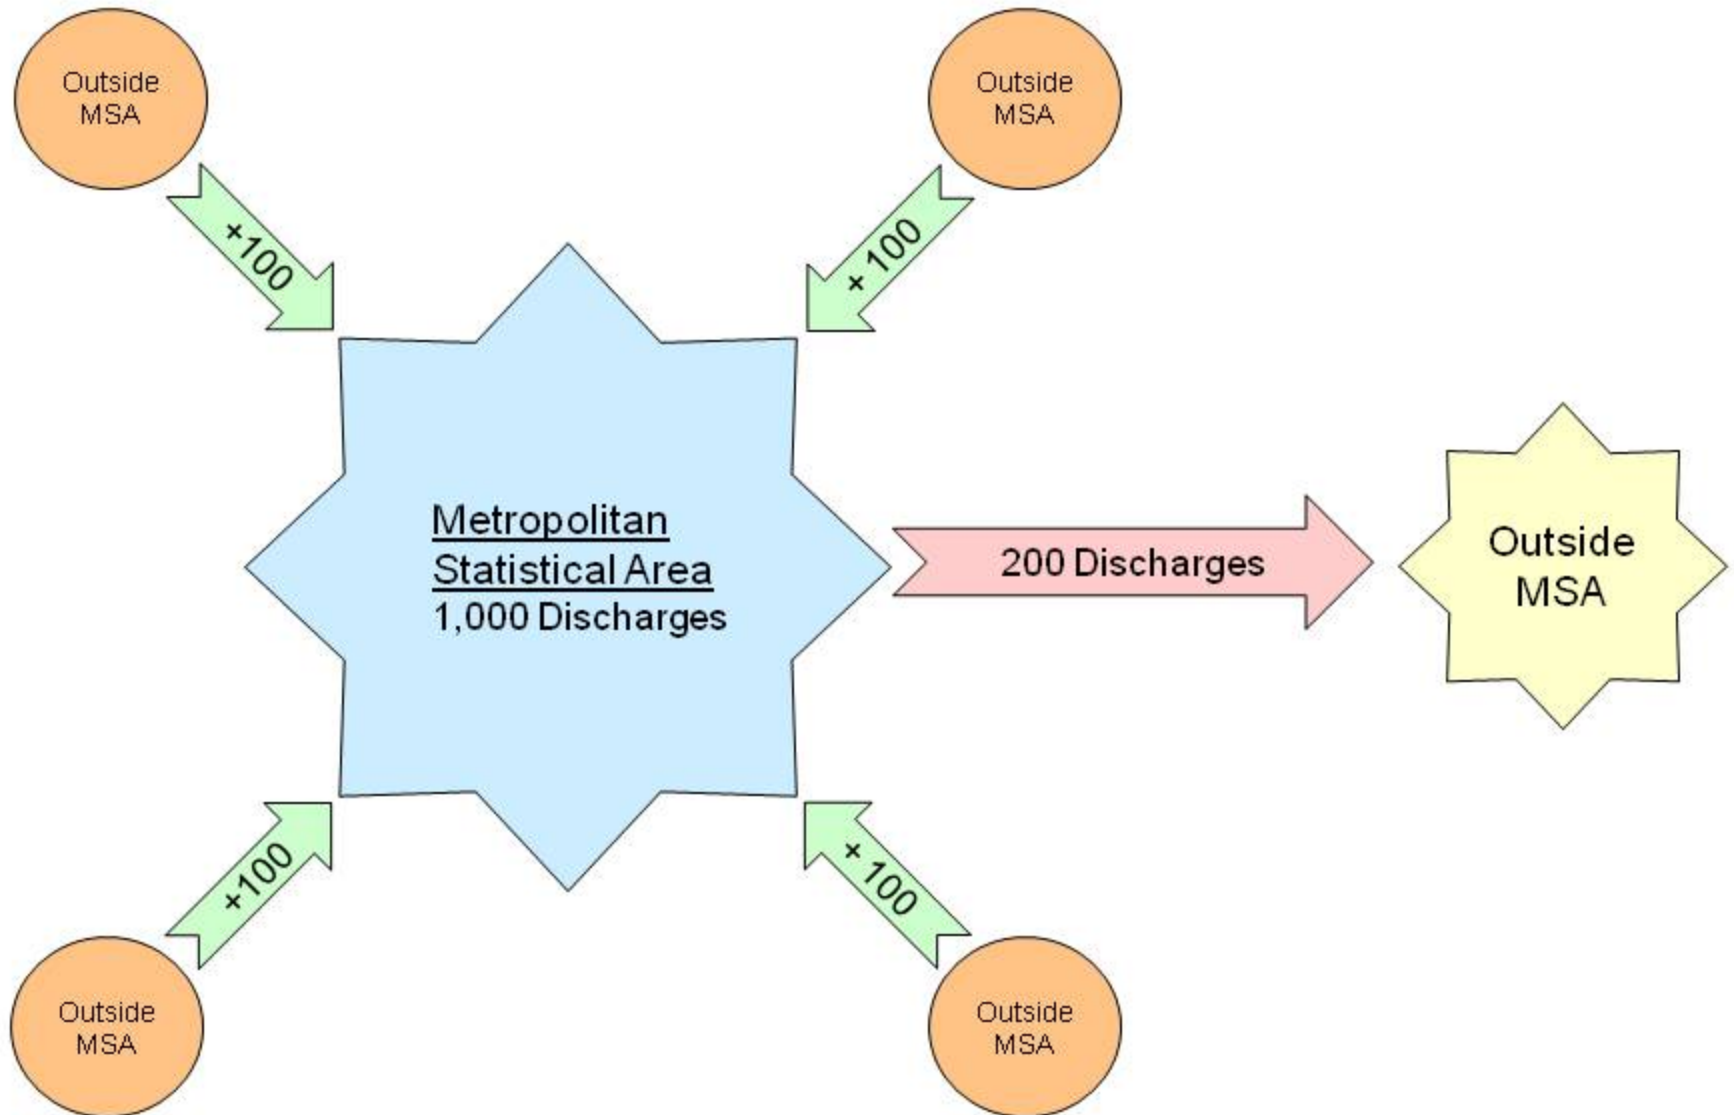 Outside
MSA
Outside
MSA
+100
+ 100
Metropolitan
Statistical Area
1,000 Discharges
200 Discharges
Outside
MSA
+100
+ 100
Outside
MSA
Outside
MSA